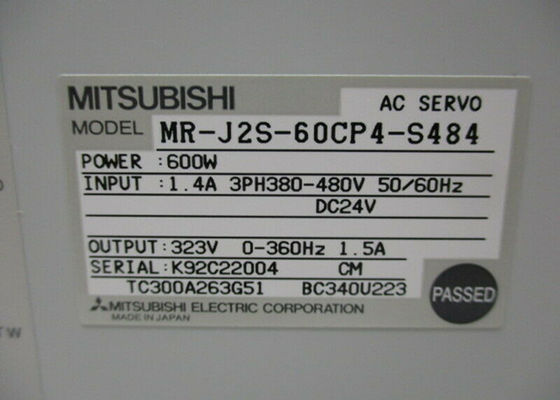 MITSUBISHI AC SERVO
MODEL MR-J2S-60CP4-S484
POWER :600W
INPUT :1.4A 3PH380-480V 50/60Hz
DC24V
OUTPUT:323V 0-360Hz 1.5A
SERIAL:K92C22004 CM
TC300A263G51 BC340U223
PASSED
MITSUBISHI ELECTRIC CORPORATION
MADE IN JAPAN